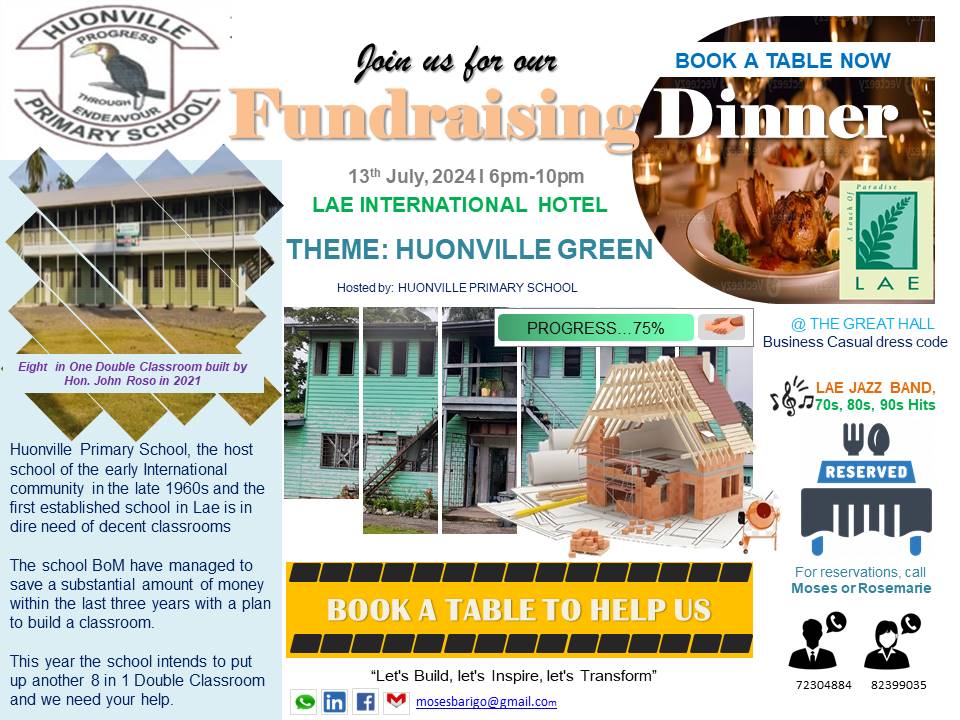 HUONVILLE
PROGRESS
THROUGH
ENDEAVOUR
PRIMARY SCHOOL
Join us for our
Fundraising Dinner
BOOK A TABLE NOW
13th July, 2024 I 6pm-10pm
LAE INTERNATIONAL HOTEL
THEME: HUONVILLE GREEN
Hosted by: HUONVILLE PRIMARY SCHOOL
A Touch Of Paradise
LAE
@ THE GREAT HALL
Business Casual dress code
LAE JAZZ BAND,
70s, 80s, 90s Hits
RESERVED
For reservations, call
Moses or Rosemarie
72304884 82399035
PROGRESS...75%
Eight in One Double Classroom built by
Hon. John Roso in 2021
Huonville Primary School, the host
school of the early International
community in the late 1960s and the
first established school in Lae is in
dire need of decent classrooms
The school BoM have managed to
save a substantial amount of money
within the last three years with a plan
to build a classroom.
This year the school intends to put
up another 8 in 1 Double Classroom
and we need your help.
BOOK A TABLE TO HELP US
“Let's Build, let's Inspire, let's Transform”
mosesbarigo@gmail.com